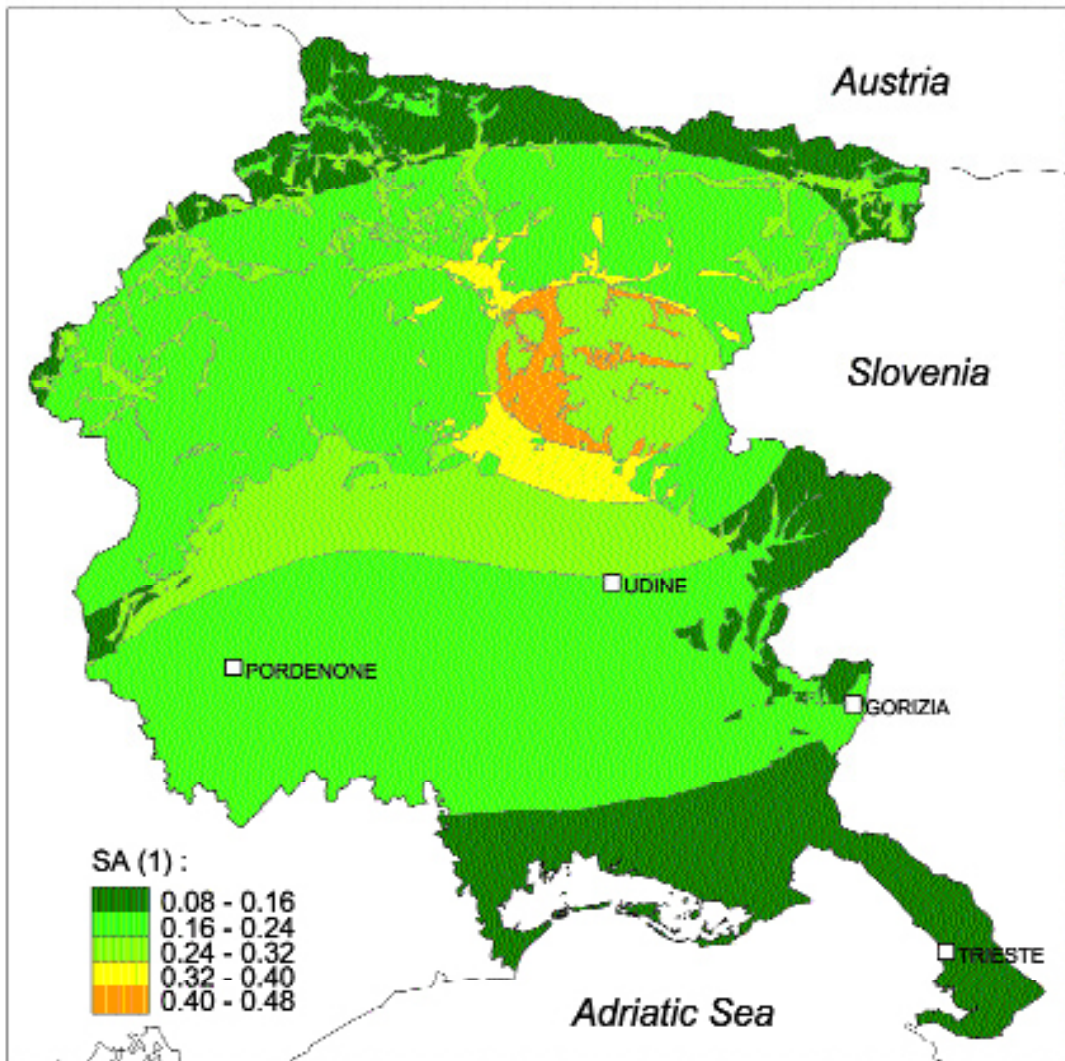 Austria
Slovenia
UDINE
PORDENONE
GORIZIA
SA (1) :
0.08 - 0.16
0.16 - 0.24
0.24 - 0.32
0.32 - 0.40
0.40 - 0.48
TRIESTE
Adriatic Sea